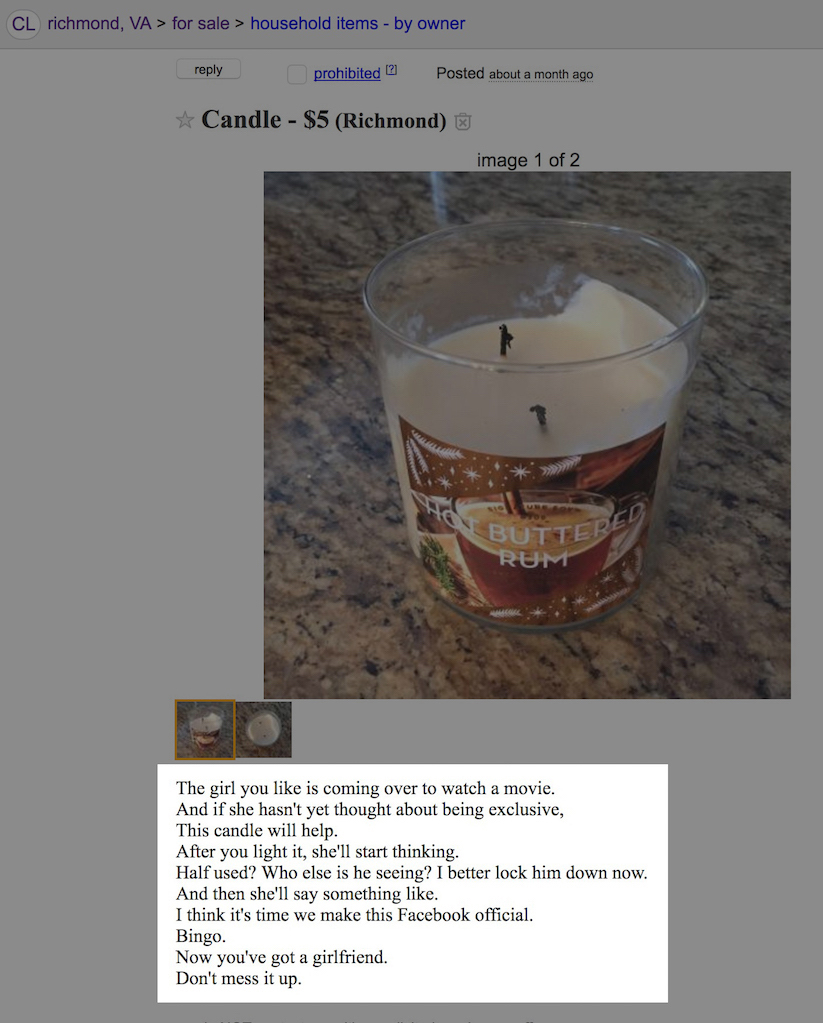 CL richmond, VA > for sale > household items - by owner
reply prohibited [?] Posted about a month ago
☆ Candle - $5 (Richmond)
image 1 of 2
HOT BUTTERED
RUM
The girl you like is coming over to watch a movie.
And if she hasn't yet thought about being exclusive,
This candle will help.
After you light it, she'll start thinking.
Half used? Who else is he seeing? I better lock him down now.
And then she'll say something like.
I think it's time we make this Facebook official.
Bingo.
Now you've got a girlfriend.
Don't mess it up.